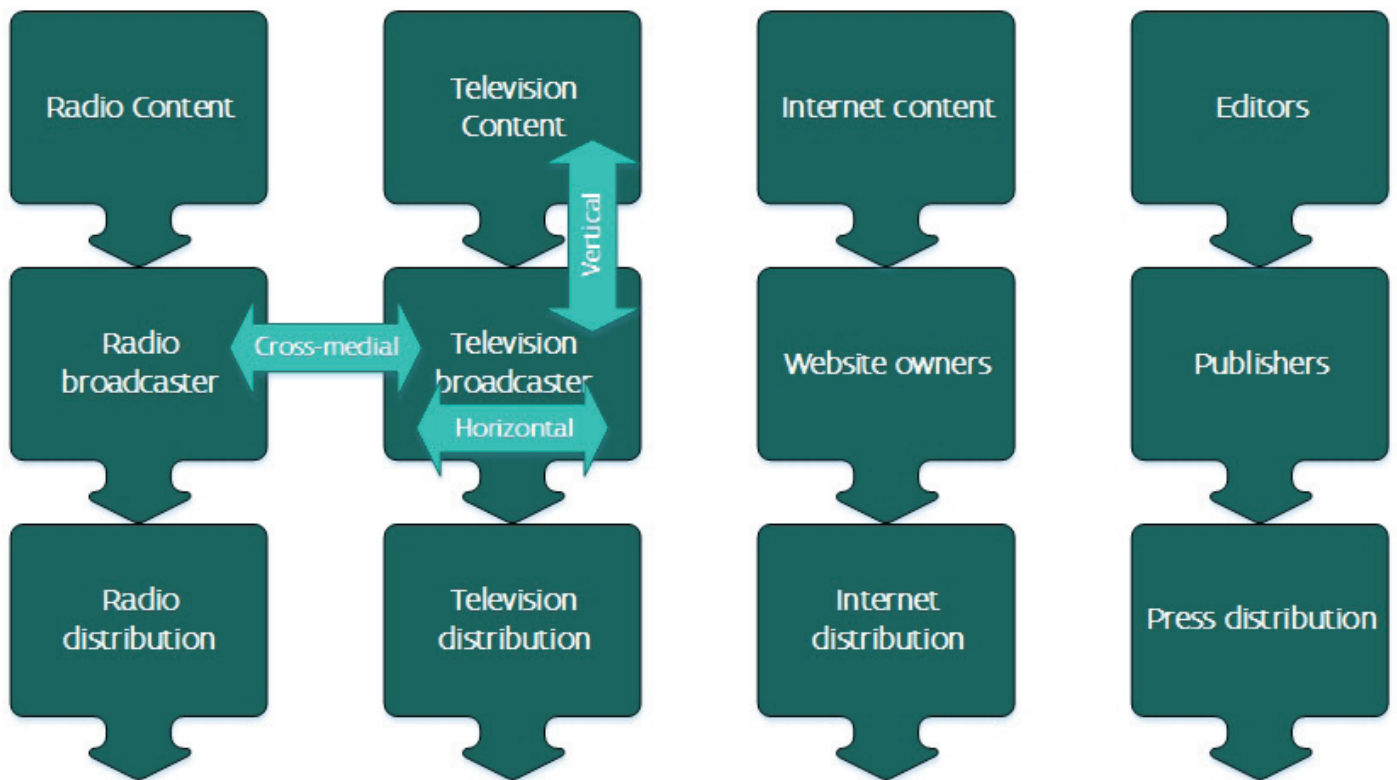 Radio Content
Television
Content
Internet content
Editors
Vertical
Radio
broadcaster
Cross-medial
Television
broadcaster
Horizontal
Website owners
Publishers
Radio
distribution
Television
distribution
Internet
distribution
Press distribution